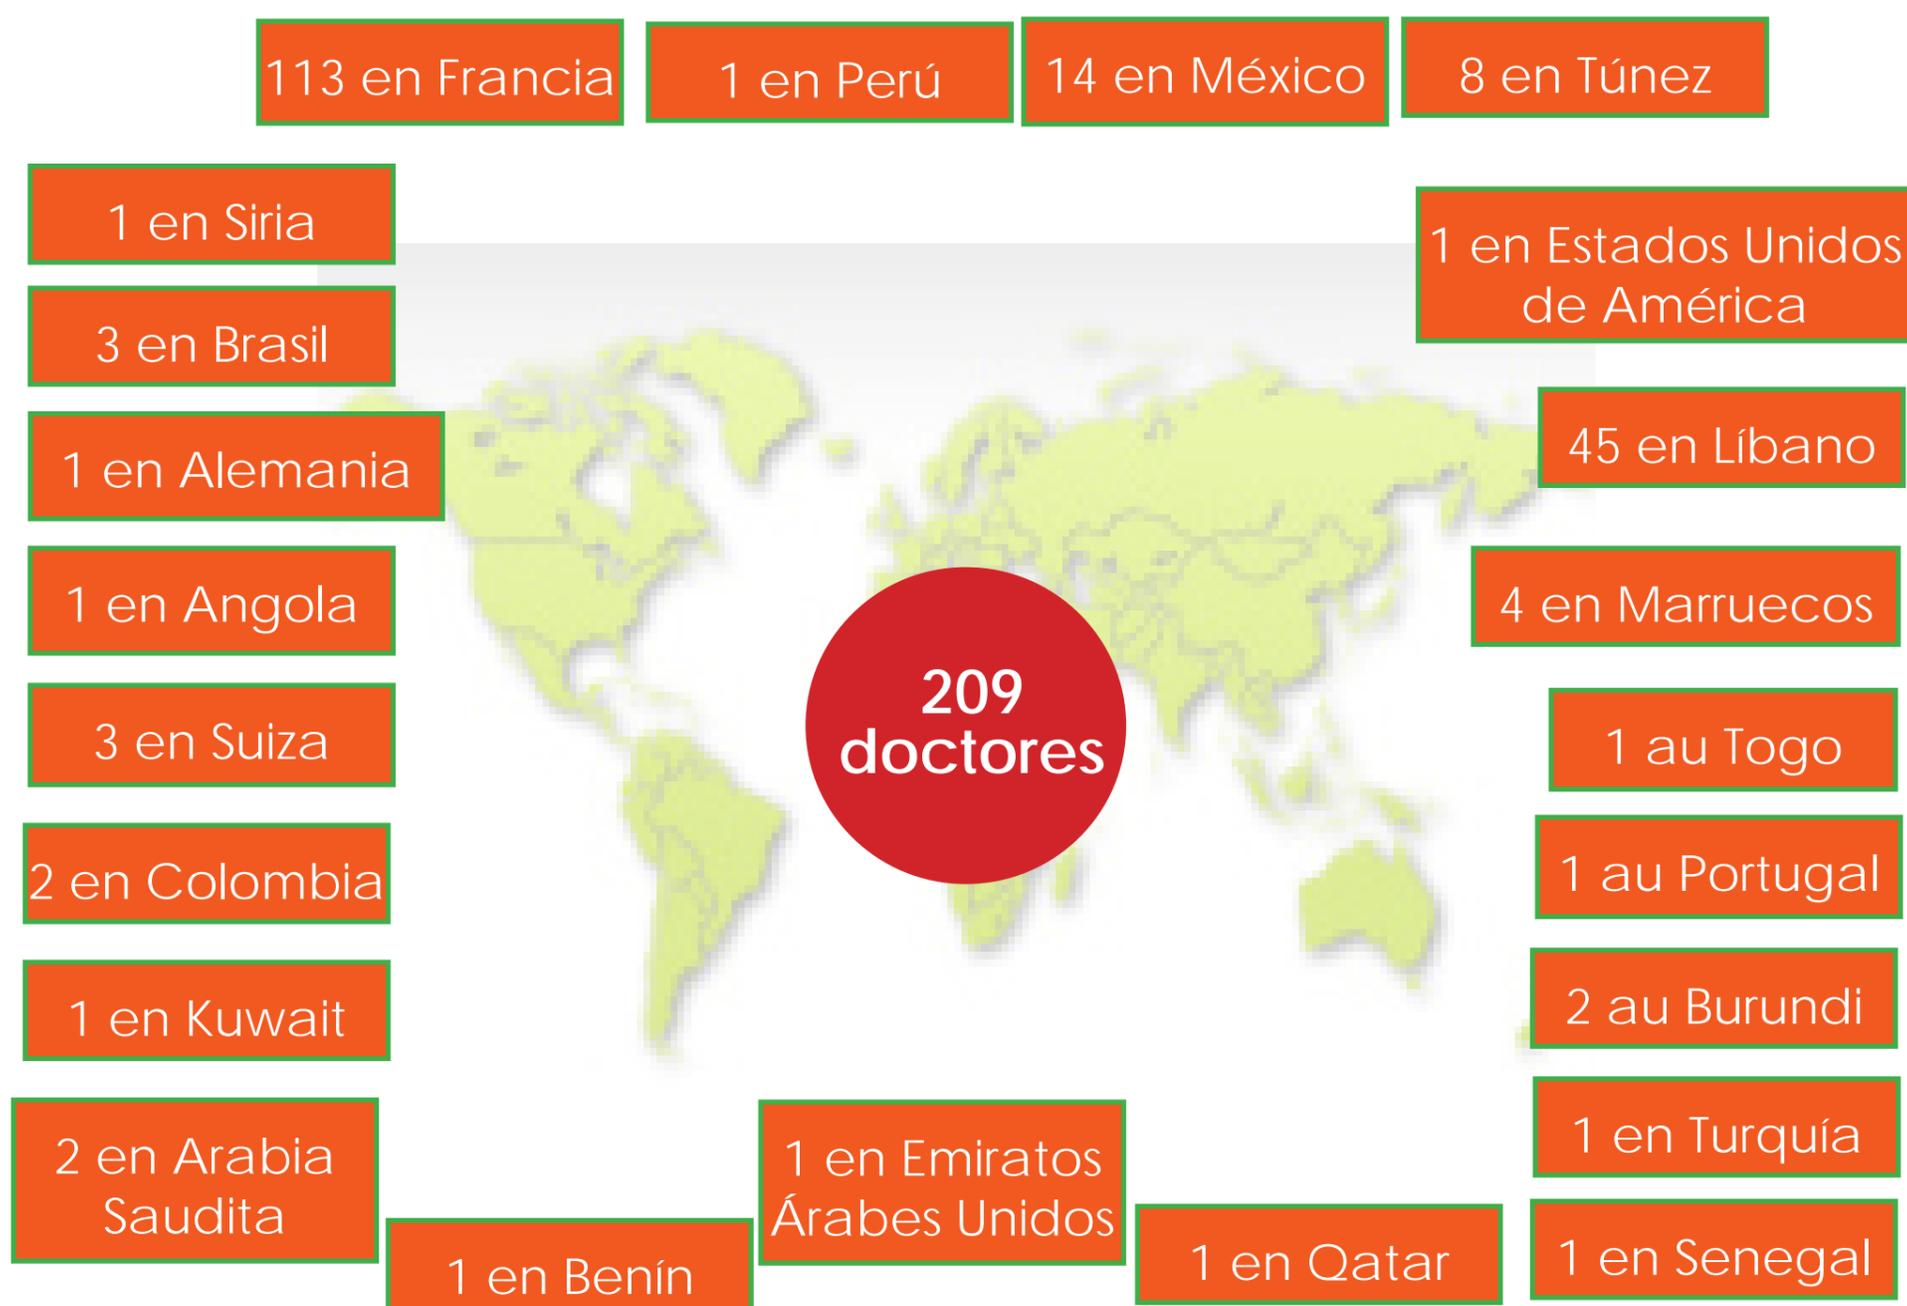 113 en Francia
1 en Perú
14 en México
8 en Túnez
1 en Siria
1 en Estados Unidos
de América
3 en Brasil
45 en Líbano
1 en Alemania
1 en Angola
4 en Marruecos
209
doctores
3 en Suiza
1 au Togo
2 en Colombia
1 au Portugal
1 en Kuwait
2 au Burundi
2 en Arabia
Saudita
1 en Emiratos
Árabes Unidos
1 en Turquía
1 en Benín
1 en Qatar
1 en Senegal